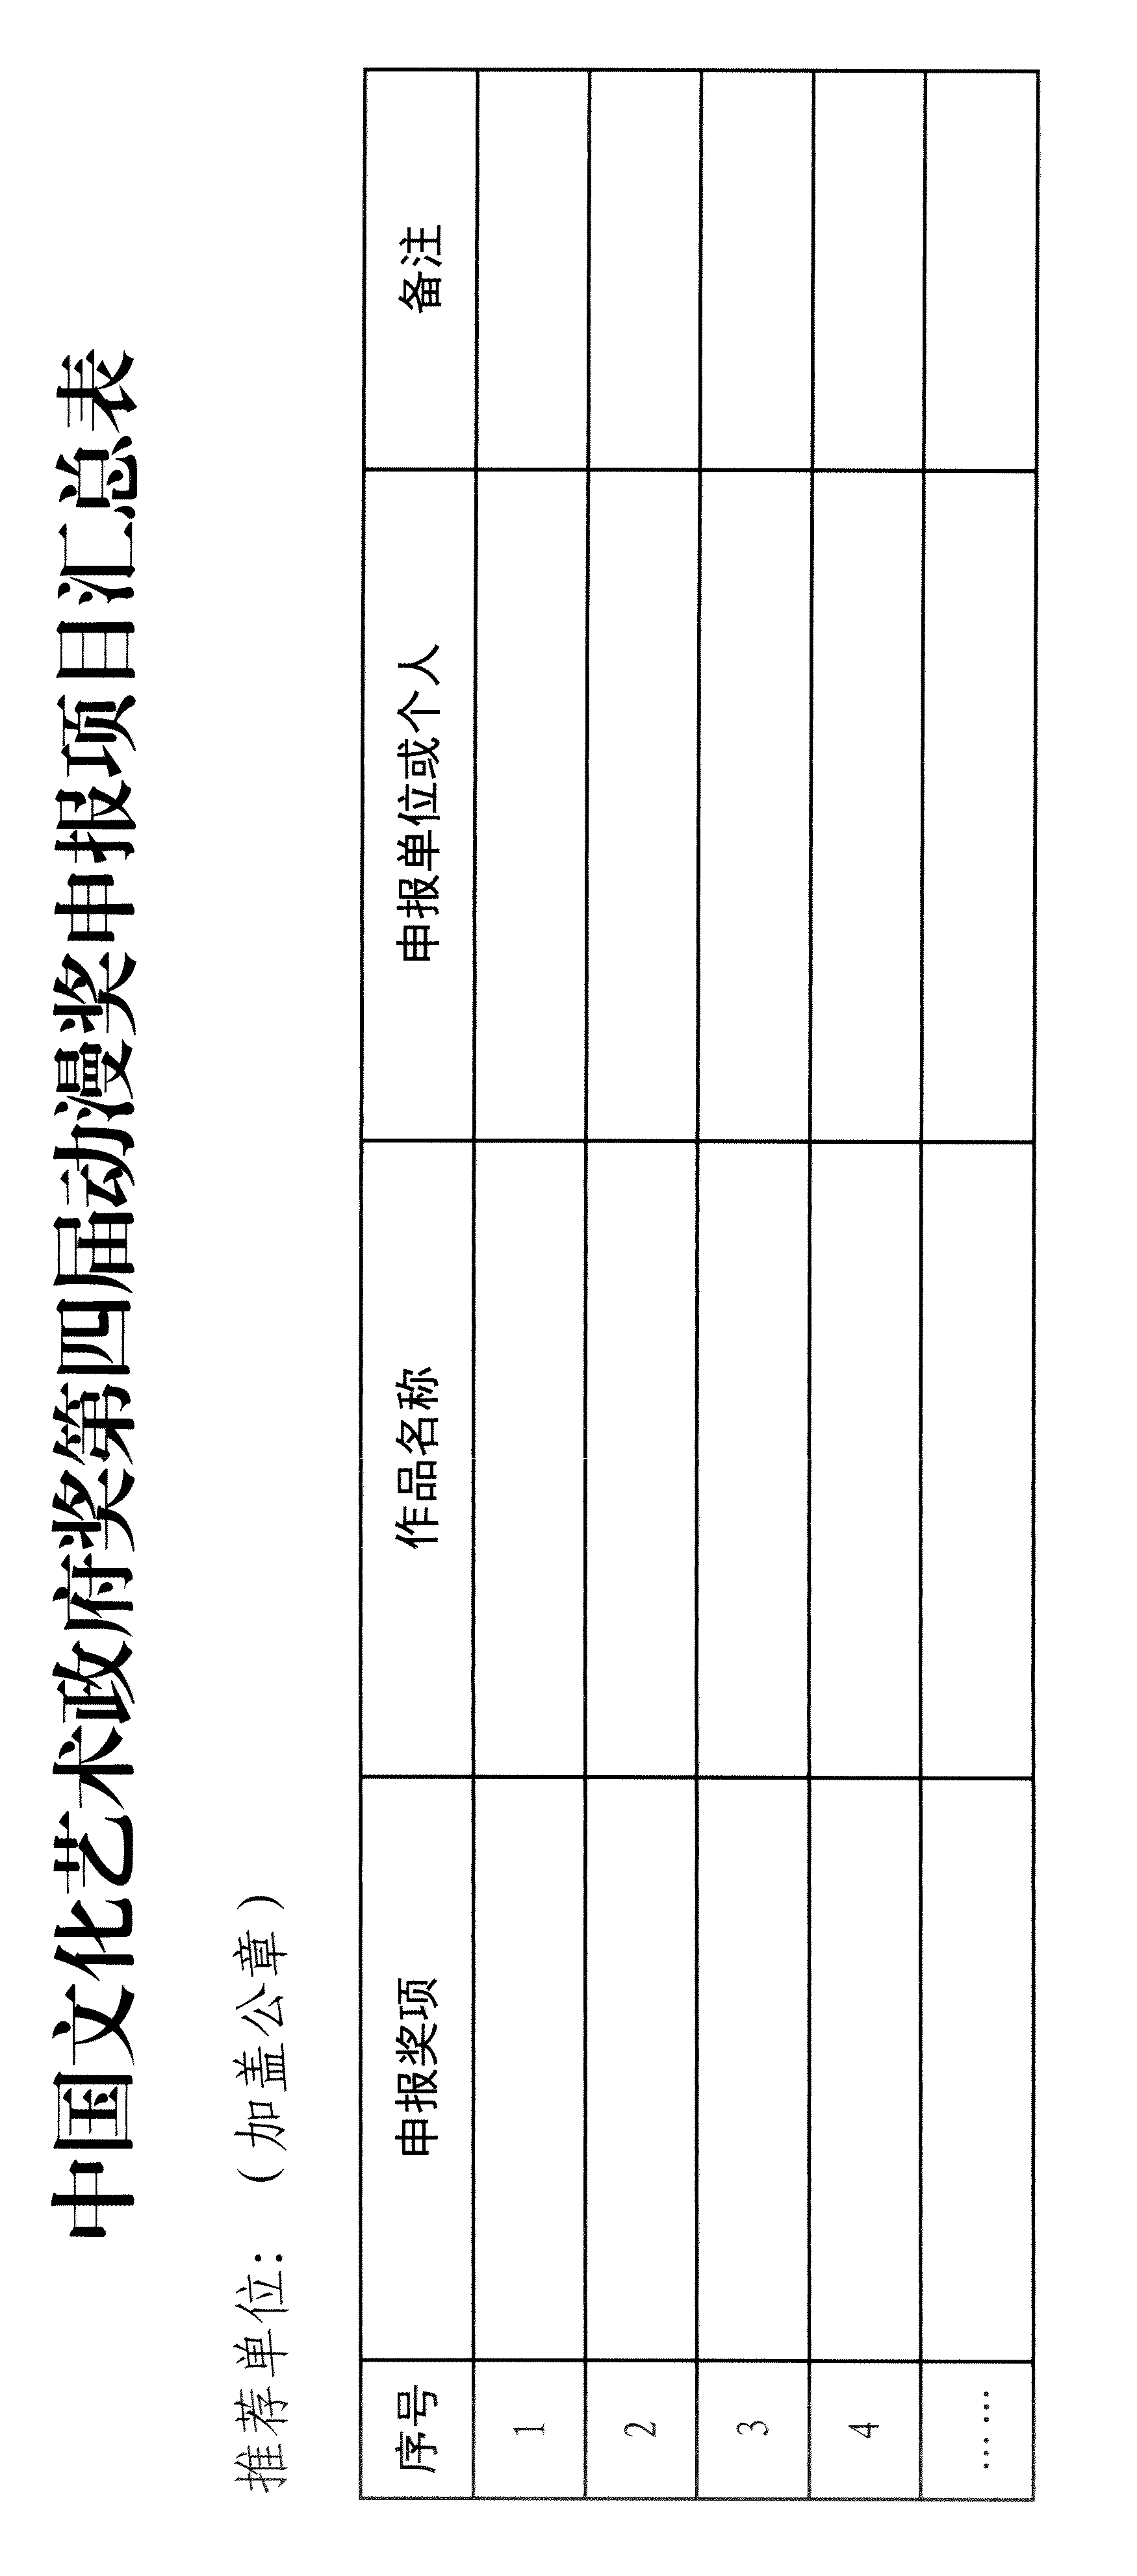 中国文化艺术政府奖第四届动漫奖申报项目汇总表
推荐单位：（加盖公章）
序号 申报奖项 作品名称 申报单位或个人 备注
1
2
3
4
……